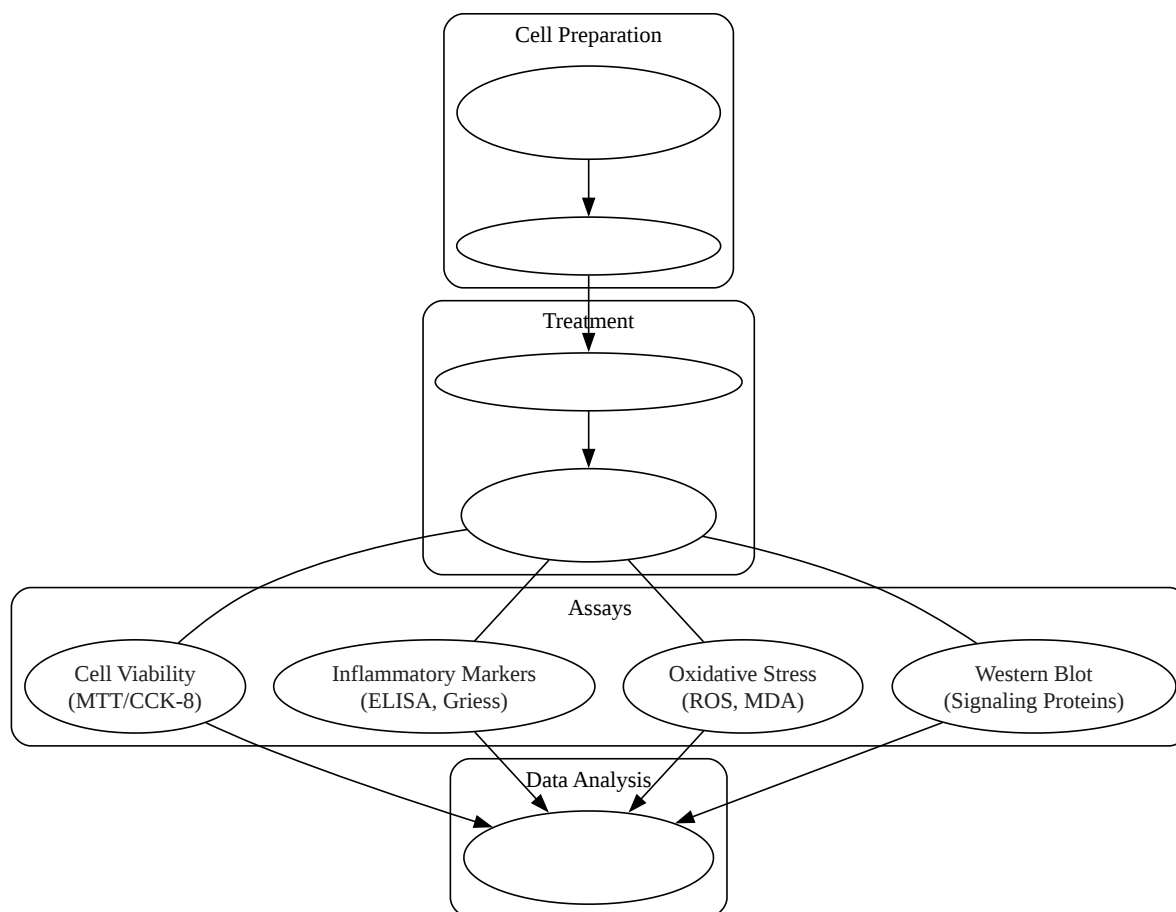 Cell Preparation
Treatment
Assays
Cell Viability
(MTT/CCK-8)
Inflammatory Markers
(ELISA, Griess)
Oxidative Stress
(ROS, MDA)
Western Blot
(Signaling Proteins)
Data Analysis